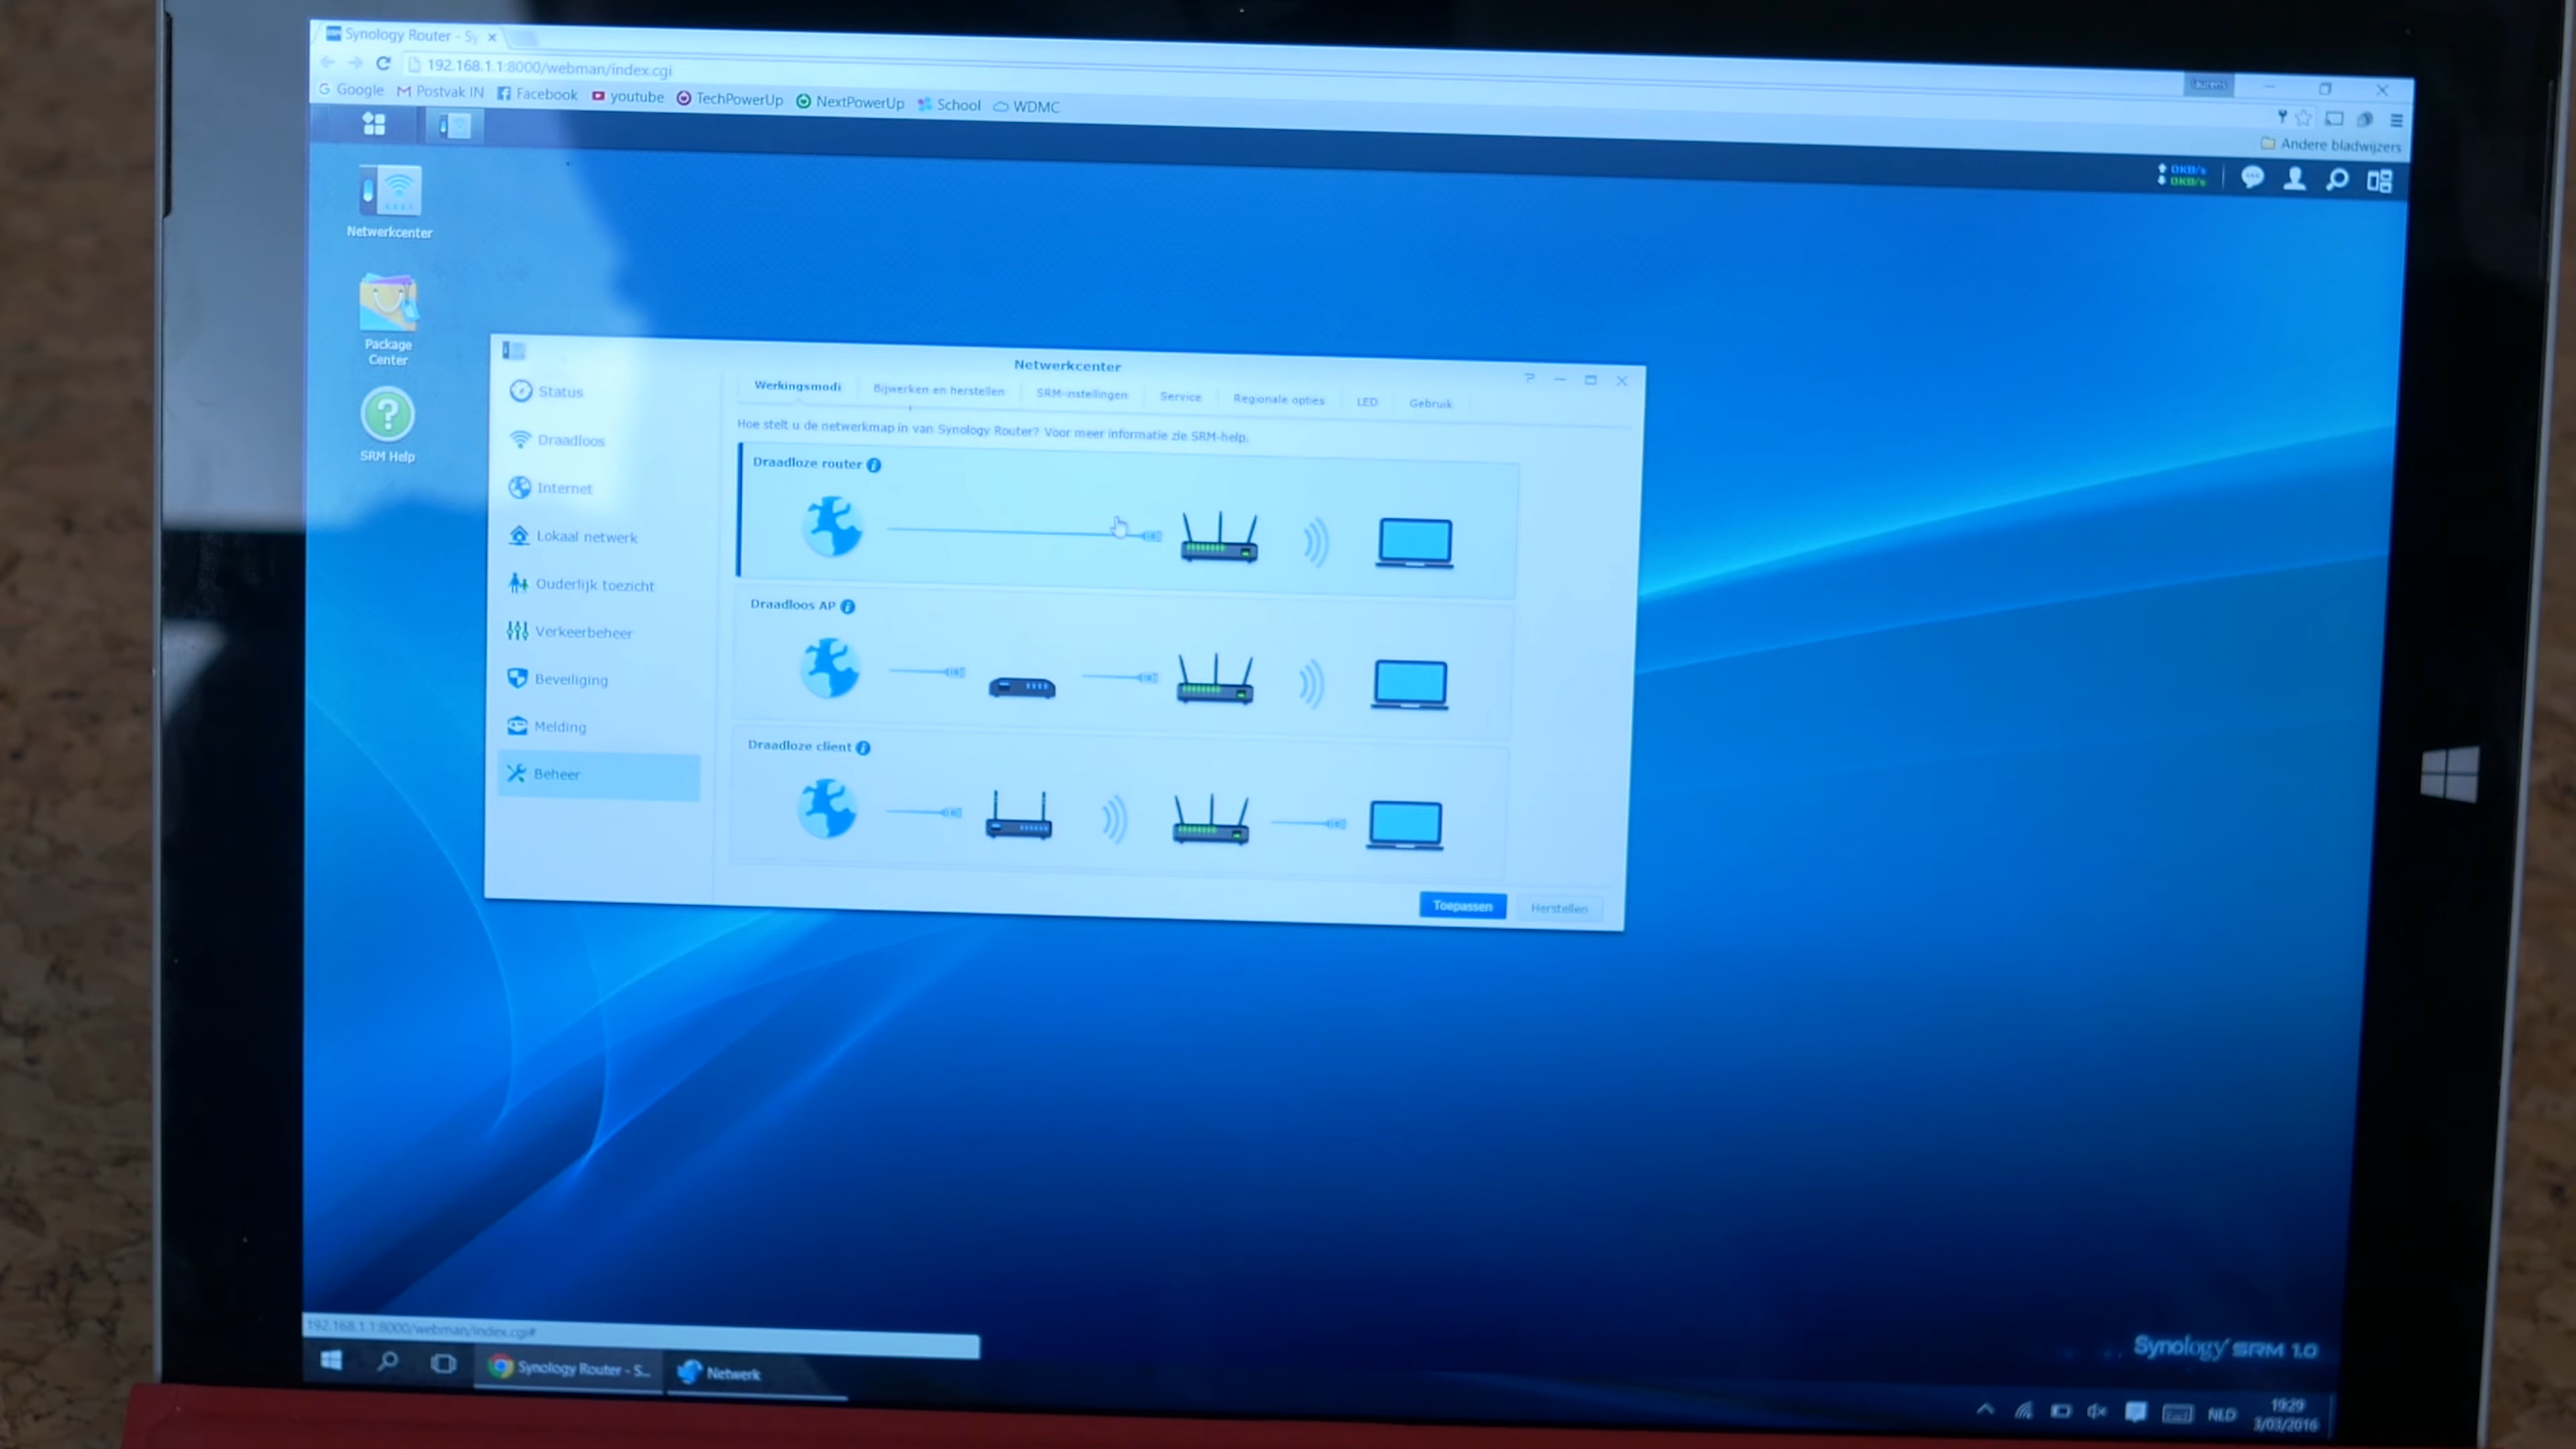 Synology Router - Sy
192.168.1.1:8000/webman/index.cgi
laurens
Google Postvak IN Facebook youtube TechPowerUp NextPowerUp School WDMC
Andere bladwijzers
0KB/s
0KB/s
Netwerkcenter
Package
Center
SRM Help
Netwerkcenter
Status
Draadloos
Internet
Lokaal netwerk
Ouderlijk toezicht
Verkeerbeheer
Beveiliging
Melding
Beheer
Werkingsmodi Bijwerken en herstellen SRM-instellingen Service Regionale opties LED Gebruik
Hoe stelt u de netwerkmap in van Synology Router? Voor meer informatie zie SRM-help.
Draadloze router
Draadloos AP
Draadloze client
Toepassen Herstellen
192.168.1.1:8000/webman/index.cgi#
Synology SRM 1.0
Synology Router - S...
Netwerk
NLD
19:29
3/03/2016